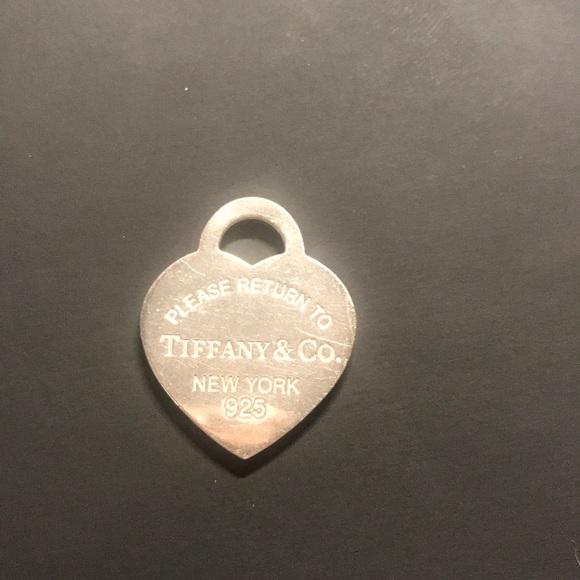 PLEASE RETURN TO
TIFFANY & CO.
NEW YORK
925